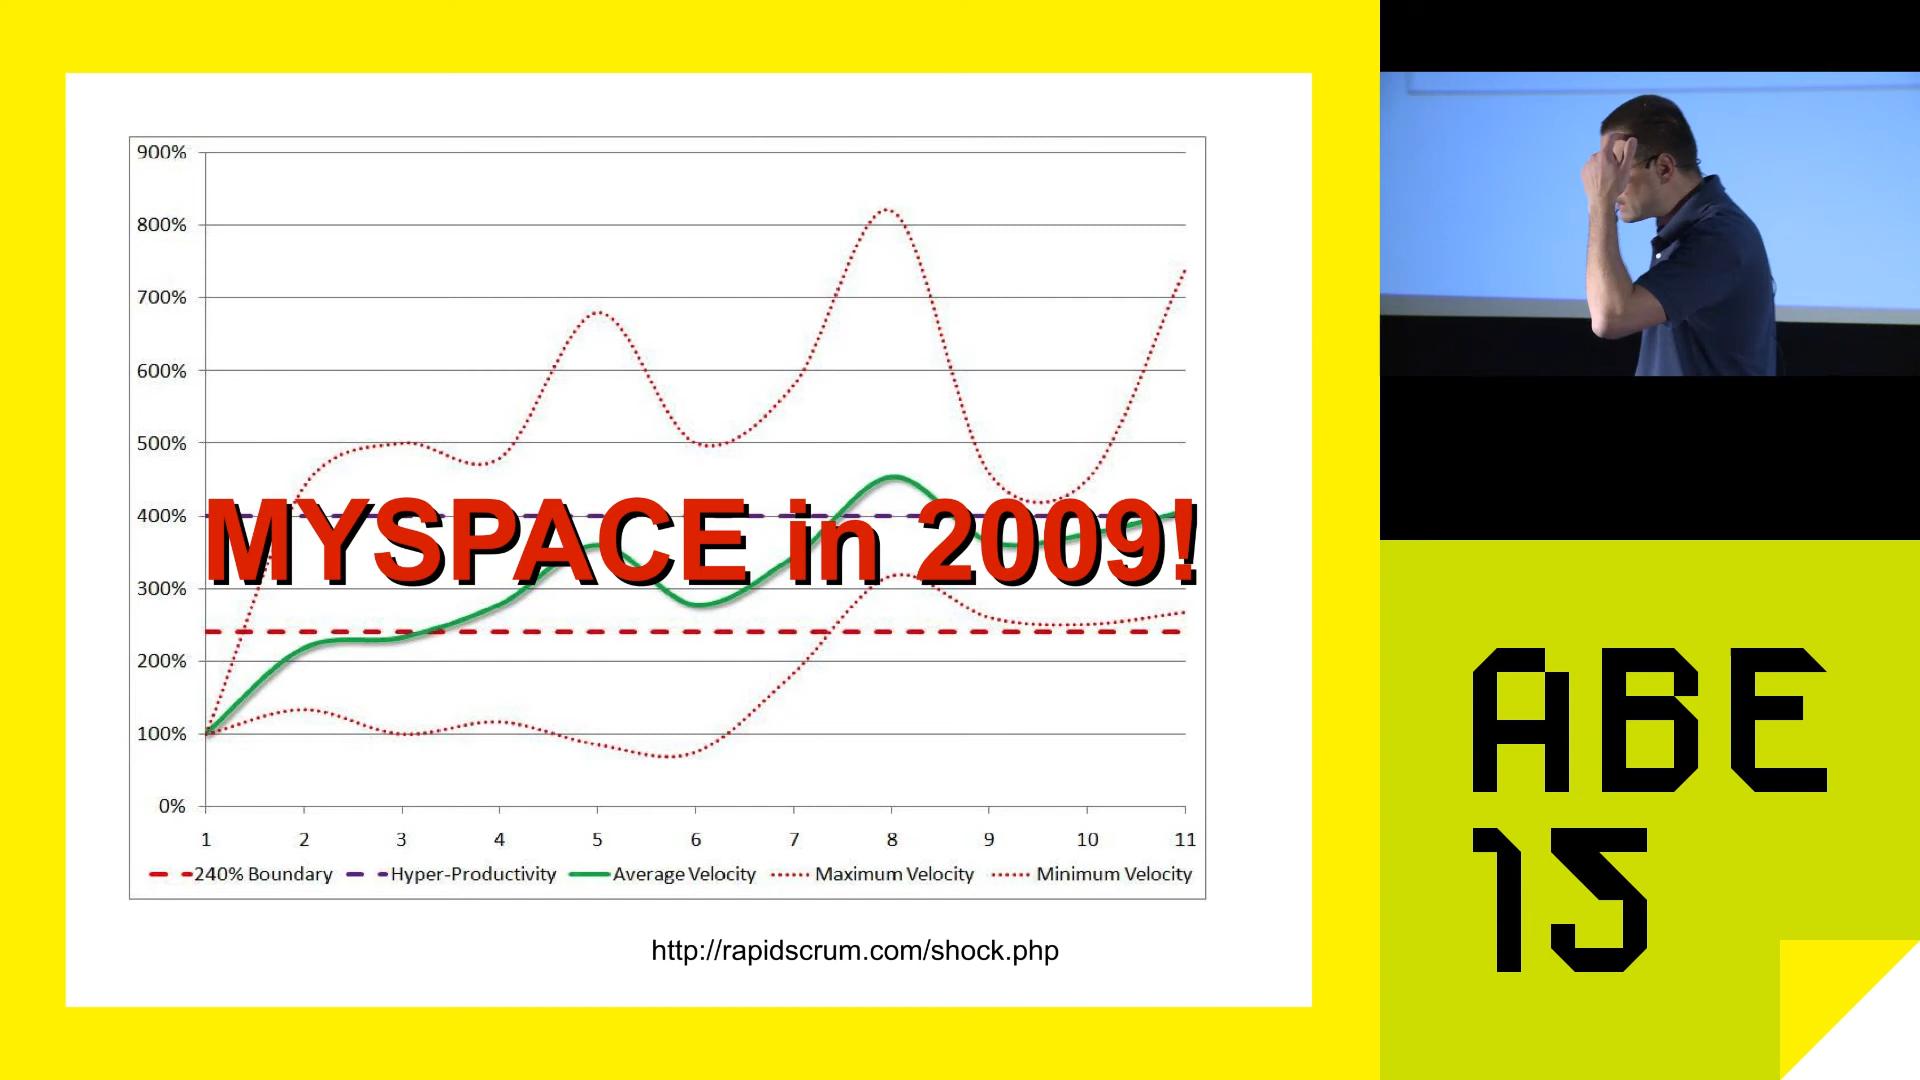 900%
800%
700%
600%
500%
400%
300%
200%
100%
0%
MYSPACE in 2009!
1 2 3 4 5 6 7 8 9 10 11
240% Boundary Hyper-Productivity Average Velocity Maximum Velocity Minimum Velocity
http://rapidscrum.com/shock.php
ABE
15